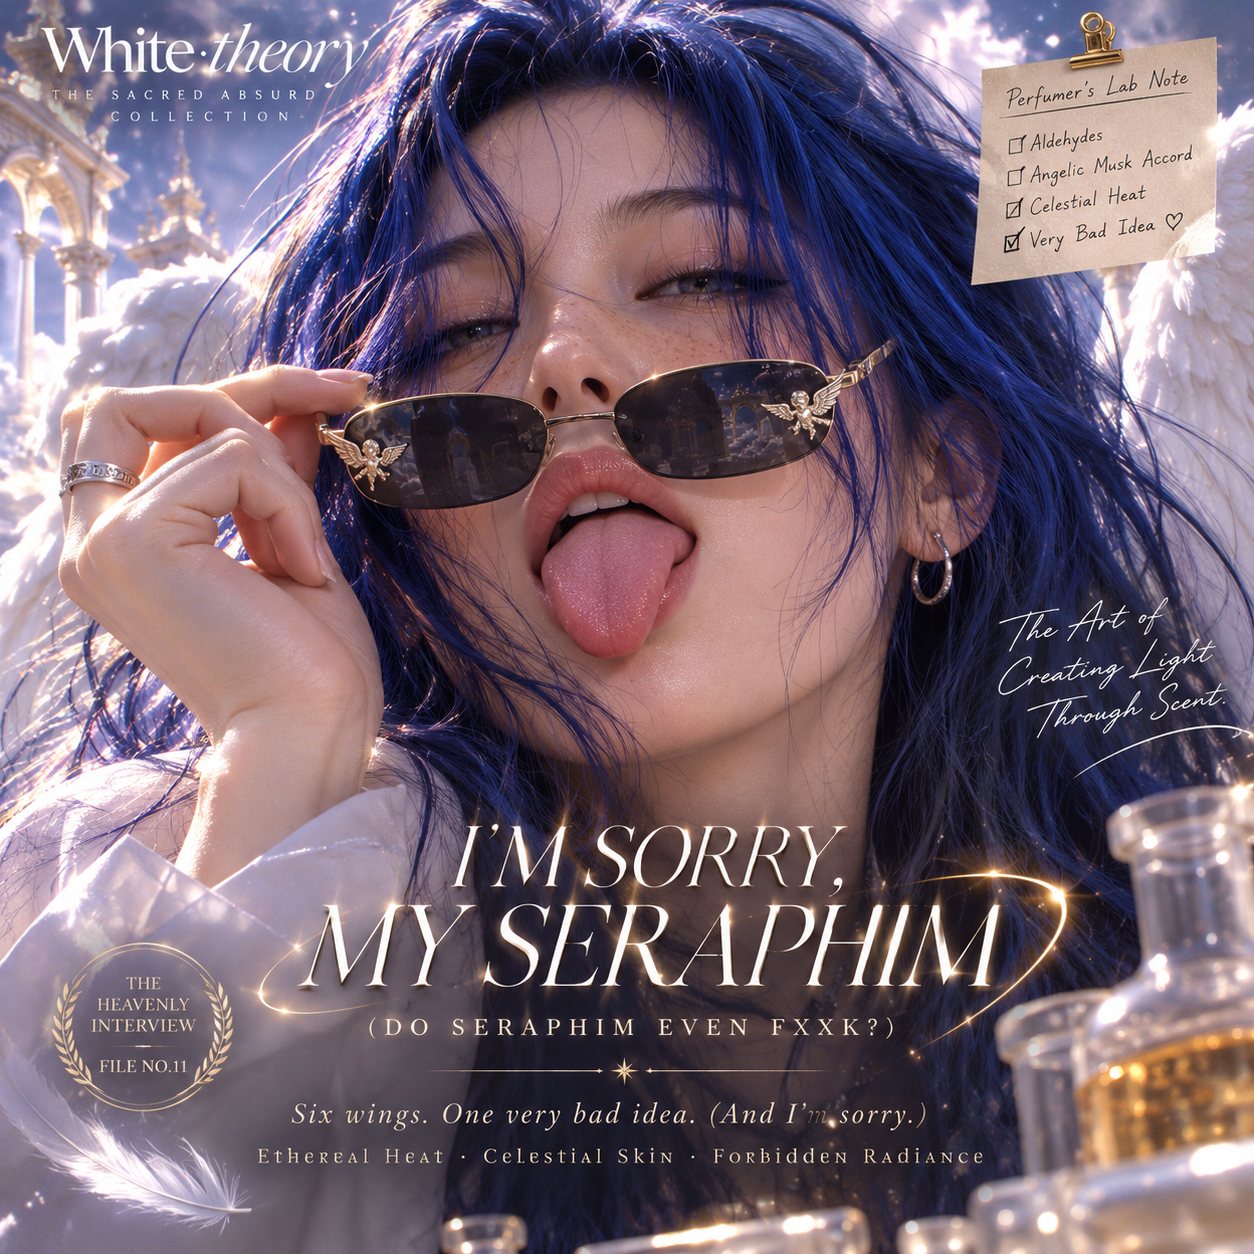 White·theory
THE SACRED ABSURD
COLLECTION
Perfumer's Lab Note
Aldehydes
Angelic Musk Accord
Celestial Heat
Very Bad Idea ♡
The Art of
Creating Light
Through Scent.
I'M SORRY,
MY SERAPHIM
(DO SERAPHIM EVEN FXXK?)
THE
HEAVENLY
INTERVIEW
FILE NO.11
Six wings. One very bad idea. (And I'm sorry.)
Ethereal Heat · Celestial Skin · Forbidden Radiance